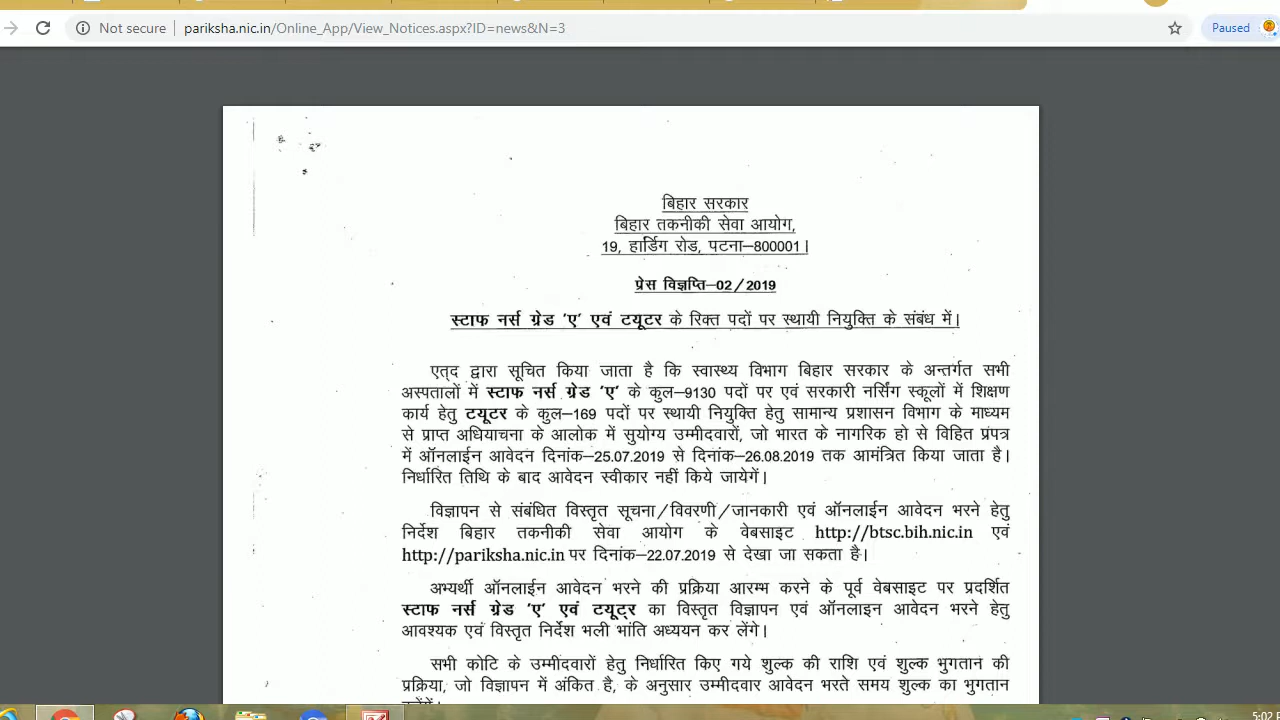 Not secure
pariksha.nic.in/Online_App/View_Notices.aspx?ID=news&N=3
Paused
बिहार सरकार
बिहार तकनीकी सेवा आयोग,
19, हार्डिग रोड, पटना–800001।
प्रेस विज्ञप्ति–02/2019
स्टाफ नर्स ग्रेड 'ए' एवं टयूटर के रिक्त पदों पर स्थायी नियुक्ति के संबंध में।
एत्द द्वारा सूचित किया जाता है कि स्वास्थ्य विभाग बिहार सरकार के अन्तर्गत सभी
अस्पतालों में स्टाफ नर्स ग्रेड 'ए' के कुल–9130 पदों पर एवं सरकारी नर्सिंग स्कूलों में शिक्षण
कार्य हेतु टयूटर के कुल–169 पदों पर स्थायी नियुक्ति हेतु सामान्य प्रशासन विभाग के माध्यम
से प्राप्त अधियाचना के आलोक में सुयोग्य उम्मीदवारों, जो भारत के नागरिक हो से विहित प्रंपत्र
में ऑनलाईन आवेदन दिनांक–25.07.2019 से दिनांक–26.08.2019 तक आमंत्रित किया जाता है।
निर्धारित तिथि के बाद आवेदन स्वीकार नहीं किये जायेगें।
विज्ञापन से संबंधित विस्तृत सूचना/विवरणी/जानकारी एवं ऑनलाईन आवेदन भरने हेतु
निर्देश बिहार तकनीकी सेवा आयोग के वेबसाइट http://btsc.bih.nic.in एवं
http://pariksha.nic.in पर दिनांक–22.07.2019 से देखा जा सकता है।
अभ्यर्थी ऑनलाईन आवेदन भरने की प्रक्रिया आरम्भ करने के पूर्व वेबसाइट पर प्रदर्शित
स्टाफ नर्स ग्रेड 'ए' एवं टयूट्र का विस्तृत विज्ञापन एवं ऑनलाइन आवेदन भरने हेतु
आवश्यक एवं विस्तृत निर्देश भली भांति अध्ययन कर लेंगे।
सभी कोटि के उम्मीदवारों हेतु निर्धारित किए गये शुल्क की राशि एवं शुल्क भुगतान की
प्रक्रिया, जो विज्ञापन में अंकित है, के अनुसार उम्मीदवार आवेदन भरते समय शुल्क का भुगतान
5:02